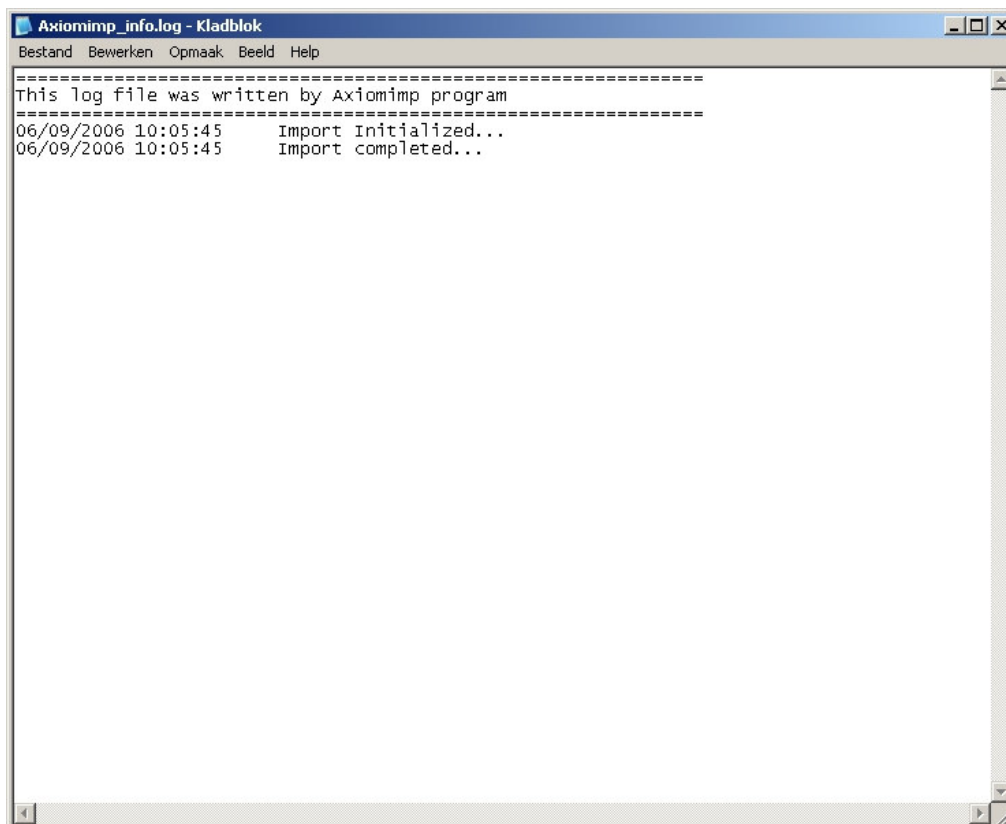 Axiomimp_info.log - Kladblok
Bestand Bewerken Opmaak Beeld Help
===============================================================
This log file was written by Axiomimp program
===============================================================
06/09/2006 10:05:45     Import Initialized...
06/09/2006 10:05:45     Import completed...